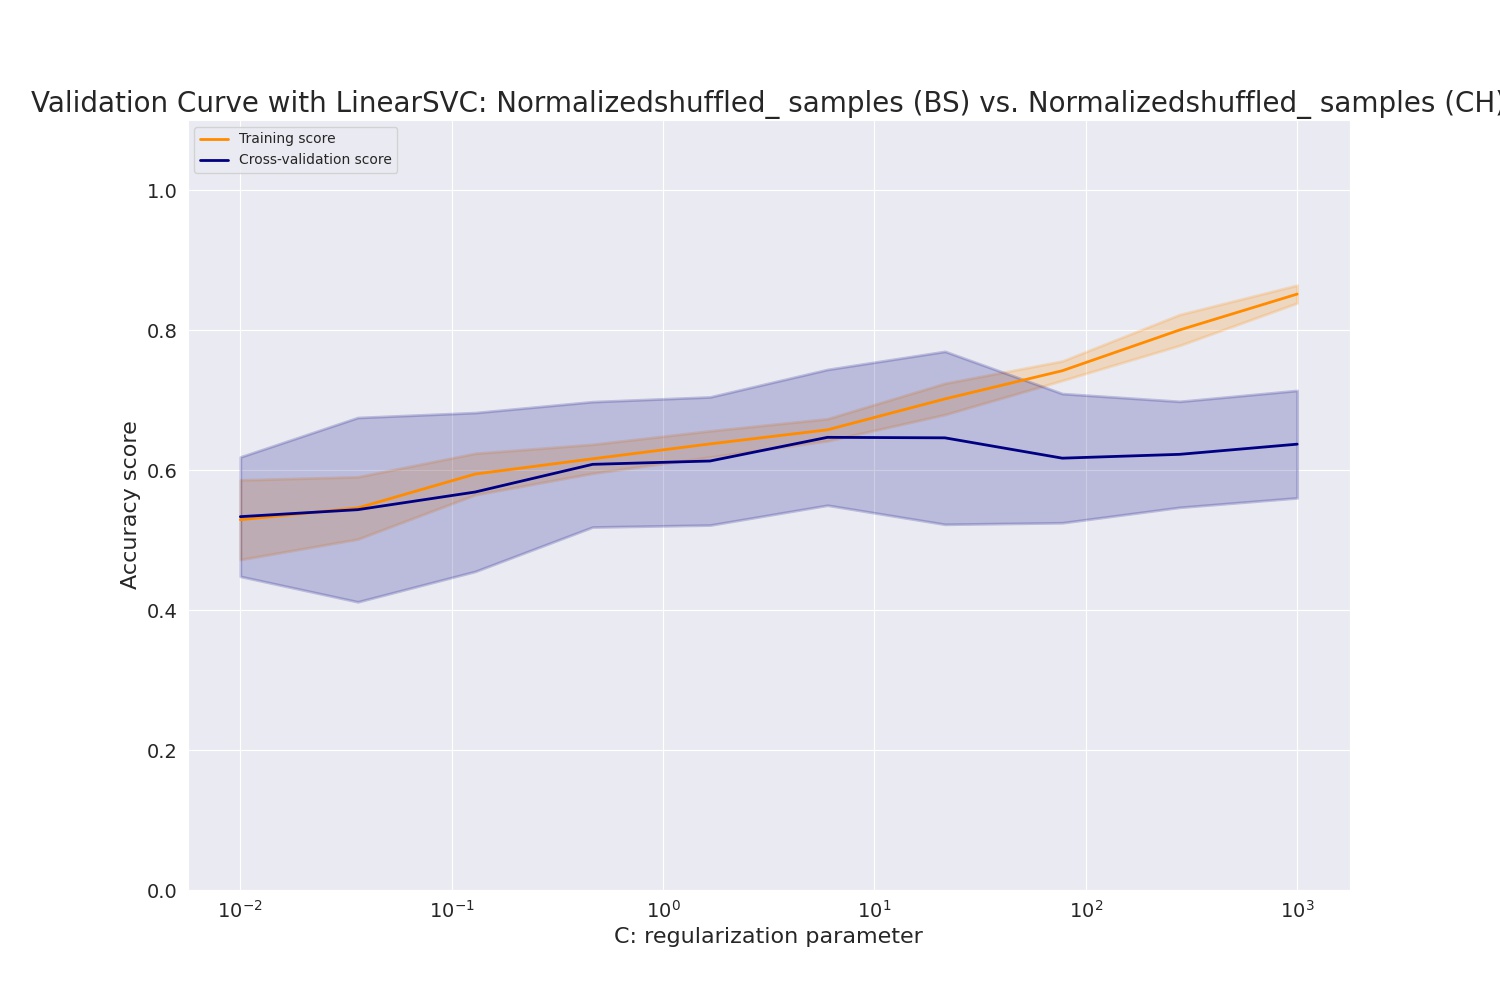 Validation Curve with LinearSVC: Normalizedshuffled_ samples (BS) vs. Normalizedshuffled_ samples (CH)
Training score
Cross-validation score
1.0
0.8
0.6
0.4
0.2
0.0
Accuracy score
10⁻² 10⁻¹ 10⁰ 10¹ 10² 10³
C: regularization parameter